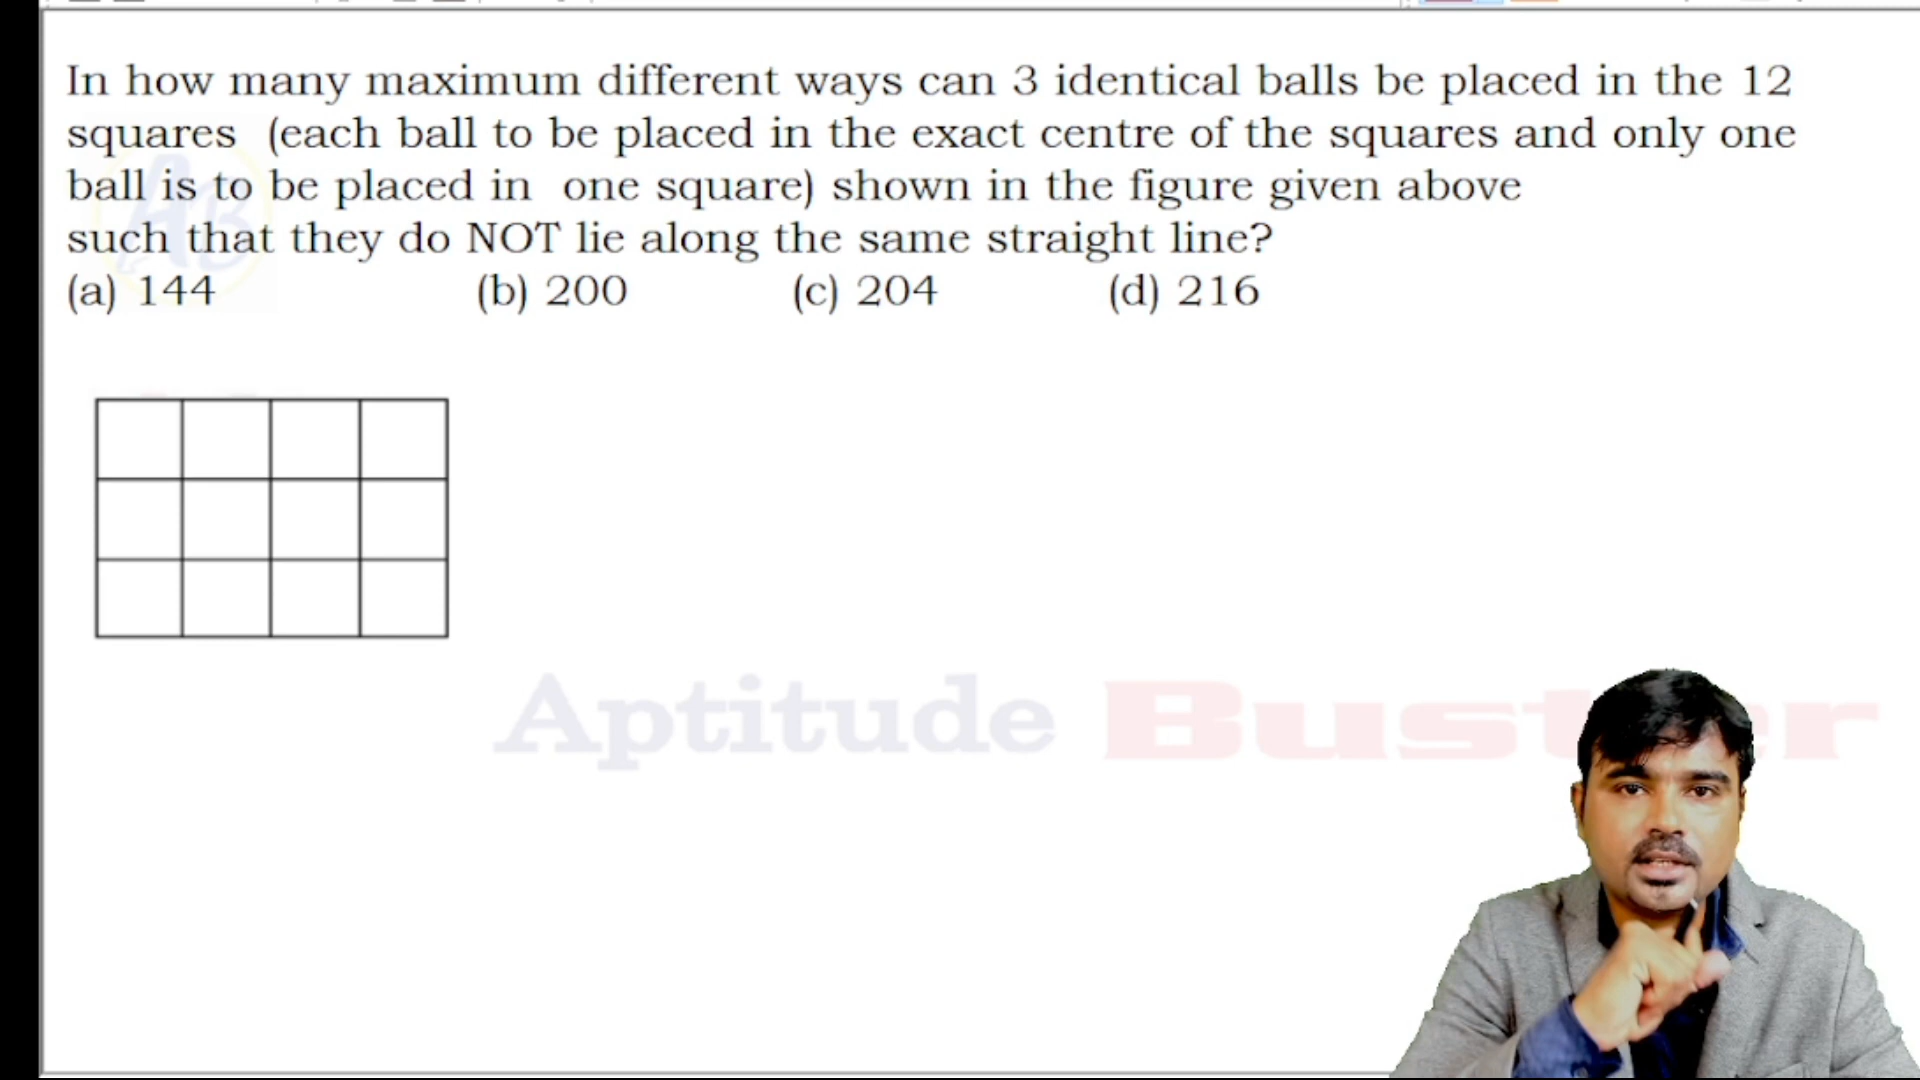 In how many maximum different ways can 3 identical balls be placed in the 12
squares (each ball to be placed in the exact centre of the squares and only one
ball is to be placed in one square) shown in the figure given above
such that they do NOT lie along the same straight line?
(a) 144 (b) 200 (c) 204 (d) 216
AB
Aptitude Buster